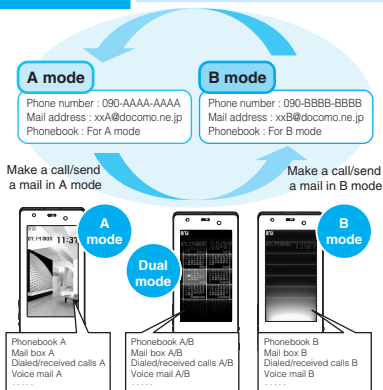 A mode
Phone number : 090-AAAA-AAAA
Mail address : xxA@docomo.ne.jp
Phonebook : For A mode
B mode
Phone number : 090-BBBB-BBBB
Mail address : xxB@docomo.ne.jp
Phonebook : For B mode
Make a call/send
a mail in A mode
Make a call/send
a mail in B mode
A
mode
Dual
mode
B
mode
Phonebook A
Mail box A
Dialed/received calls A
Voice mail A
·····
Phonebook A/B
Mail box A/B
Dialed/received calls A/B
Voice mail A/B
·····
Phonebook B
Mail box B
Dialed/received calls B
Voice mail B
·····